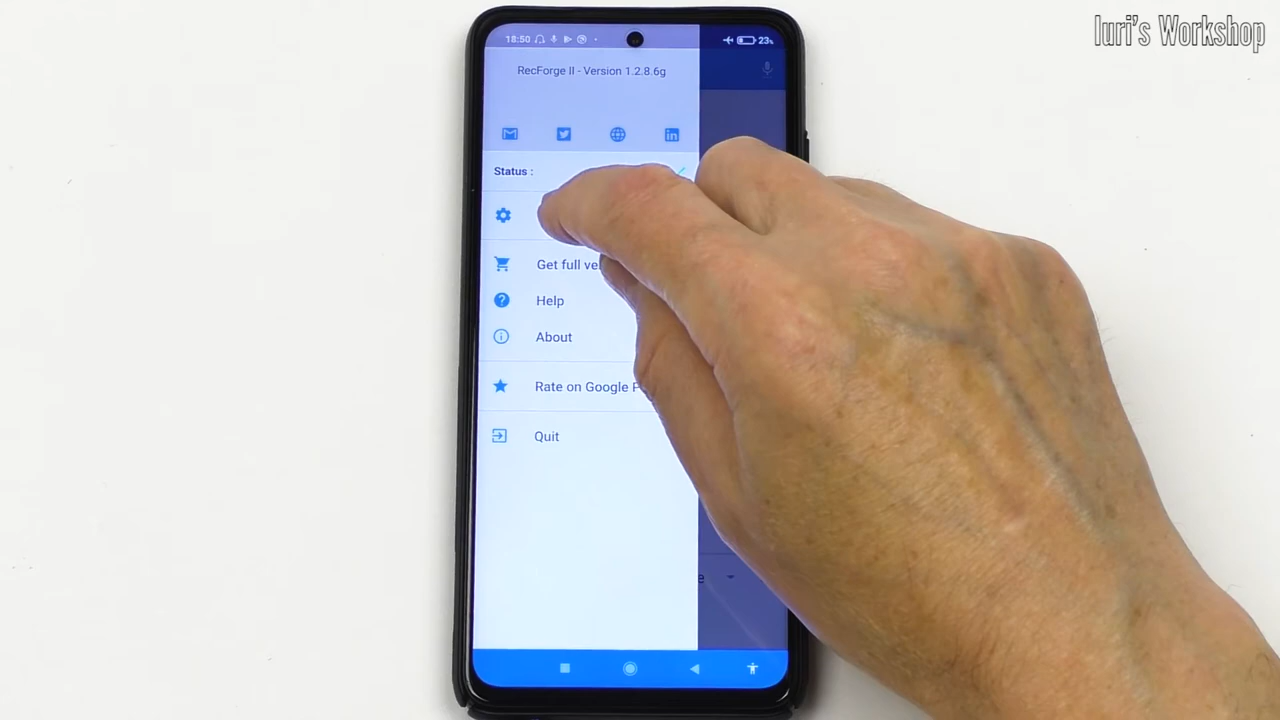 Iuri's Workshop
18:50
23%
RecForge II - Version 1.2.8.6g
Status :
Get full
Help
About
Rate on Google
Quit